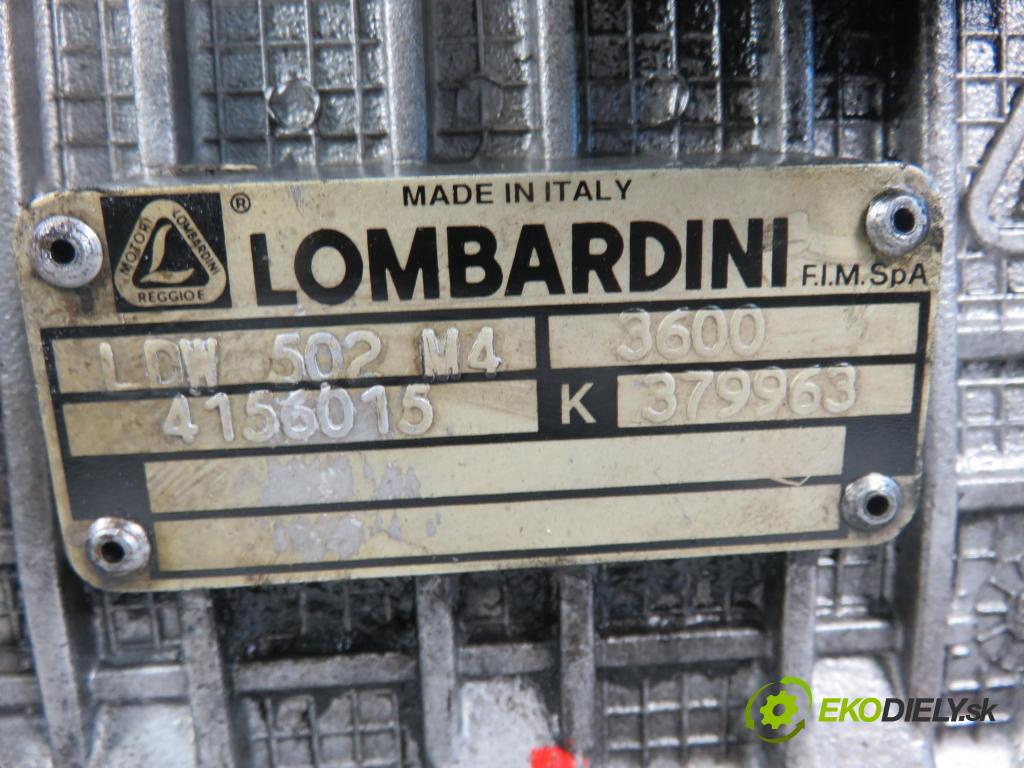 MADE IN ITALY
MOTORI LOMBARDINI
REGGIO E
®
LOMBARDINI F.I.M. SpA
LDW 502 M4 3600
4156015 K 379963
EKODIELY.sk